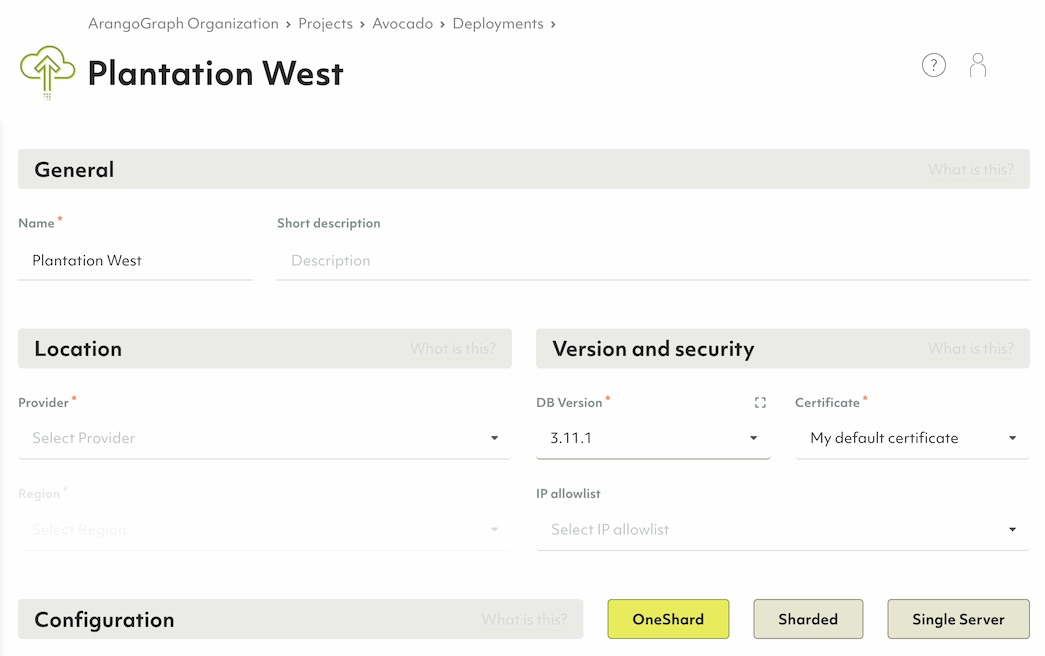 ArangoGraph Organization › Projects › Avocado › Deployments ›
Plantation West
?
General What is this?
Name* Short description
Plantation West Description
Location What is this?
Version and security What is this?
Provider* DB Version* Certificate*
Select Provider 3.11.1 My default certificate
Region* IP allowlist
Select Region Select IP allowlist
Configuration What is this? OneShard Sharded Single Server